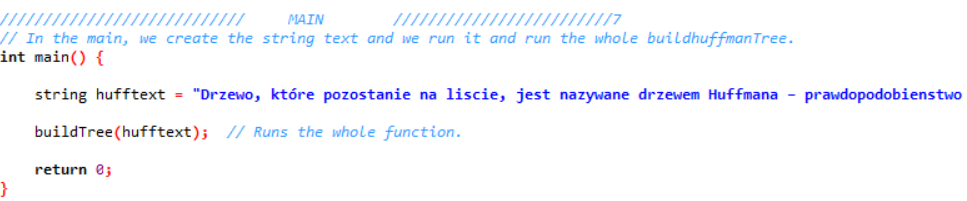 //////////////////////////// MAIN /////////////////////////7
// In the main, we create the string text and we run it and run the whole buildhuffmanTree.
int main() {
string hufftext = "Drzewo, które pozostanie na liscie, jest nazywane drzewem Huffmana – prawdopodobienstwo
buildTree(hufftext); // Runs the whole function.
return 0;
}